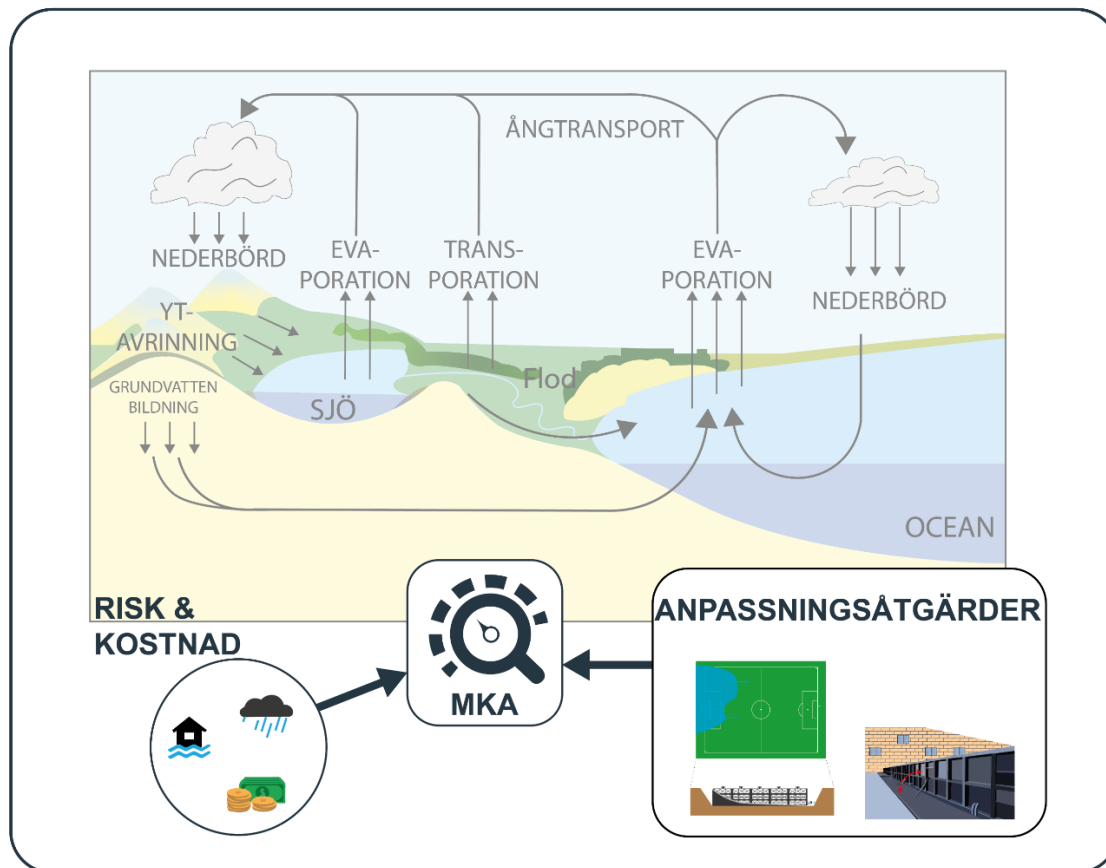 ÅNGTRANSPORT
NEDERBÖRD
EVA-
PORATION
TRANS-
PORATION
EVA-
PORATION
NEDERBÖRD
YT-
AVRINNING
GRUNDVATTEN
BILDNING
SJÖ
Flod
OCEAN
RISK &
KOSTNAD
MKA
ANPASSNINGSÅTGÄRDER